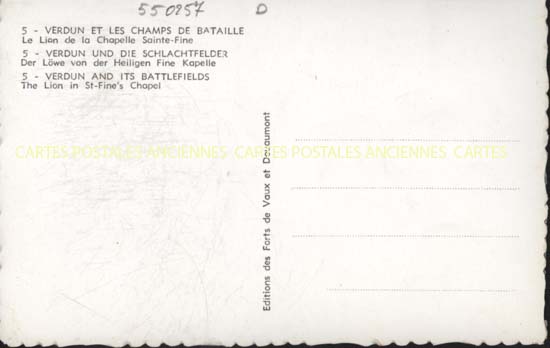 550257 D
5 - VERDUN ET LES CHAMPS DE BATAILLE
Le Lion de la Chapelle Sainte-Fine
5 - VERDUN UND DIE SCHLACHTFELDER
Der Löwe von der Heiligen Fine Kapelle
5 - VERDUN AND ITS BATTLEFIELDS
The Lion in St-Fine's Chapel
CARTES POSTALES ANCIENNES CARTES POSTALES ANCIENNES CARTES
Editions des Forts de Vaux et Douaumont